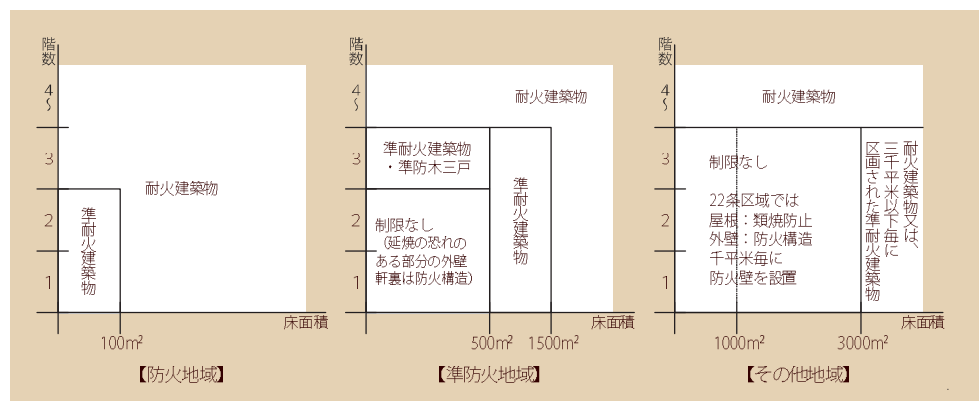 階数
4〜
3
2
1
耐火建築物
準耐火建築物
床面積
100m²
【防火地域】
階数
4〜
3
2
1
耐火建築物
準耐火建築物
・準防木三戸
制限なし
（延焼の恐れの
ある部分の外壁
軒裏は防火構造）
準耐火建築物
床面積
500m²
1500m²
【準防火地域】
階数
4〜
3
2
1
耐火建築物
制限なし
22条区域では
屋根：類焼防止
外壁：防火構造
千平米毎に
防火壁を設置
耐火建築物又は、
三千平米以下毎に
区画された準耐火建築物
床面積
1000m²
3000m²
【その他地域】